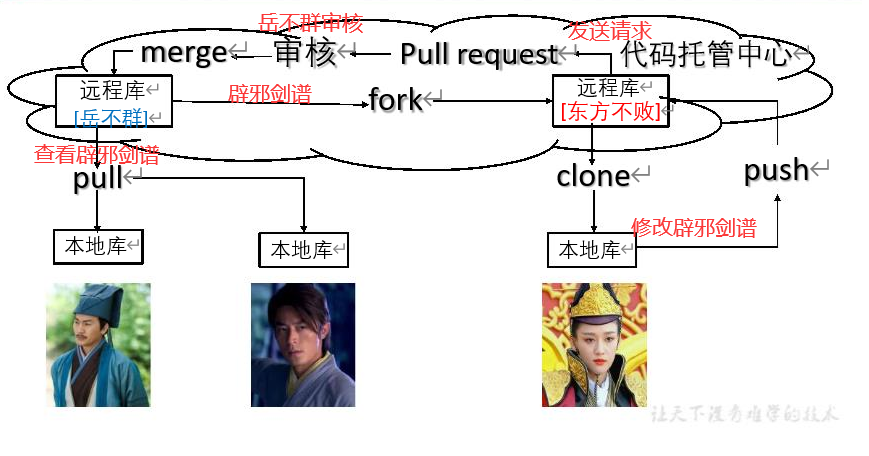 岳不群审核
发送请求
merge↵ 审核↵ Pull request↵ 代码托管中心↵
远程库↵
[岳不群]
辟邪剑谱
fork↵
远程库↵
[东方不败]↵
查看辟邪剑谱
pull↵
clone↵
push↵
本地库↵
本地库↵
本地库↵
修改辟邪剑谱
让天下没有难学的技术